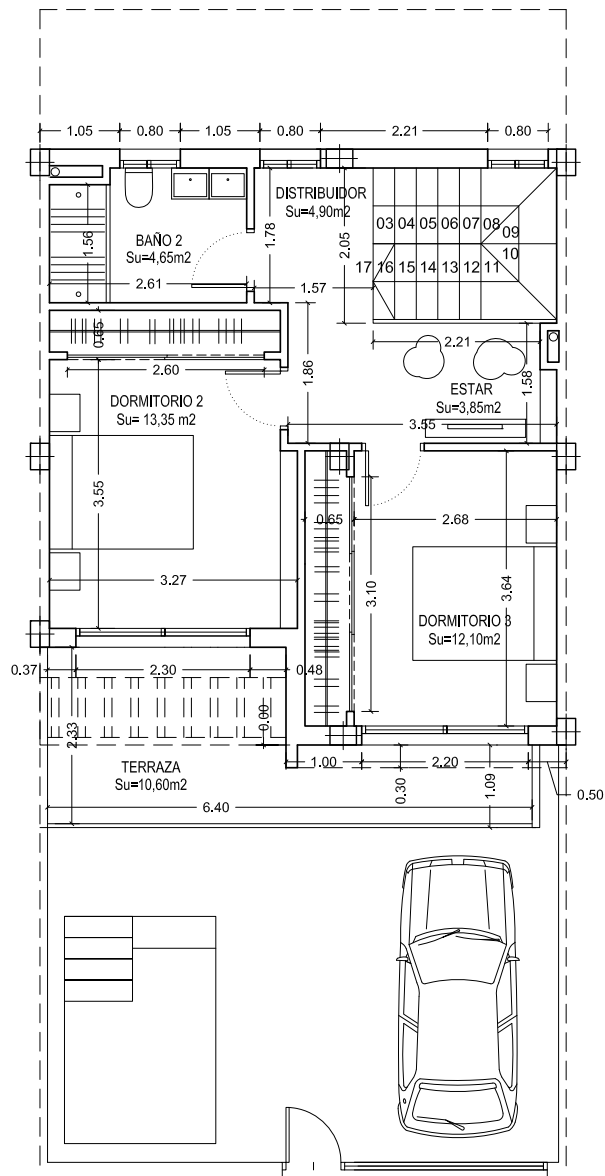 1.05 0.80 1.05 0.80 2.21 0.80
DISTRIBUIDOR
Su=4,90m2
BAÑO 2
Su=4,65m2
1.56
2.61
1.78
2.05
03 04 05 06 07 08 09
10
17 16 15 14 13 12 11
1.57
0.65
2.60
1.86
2.21
1.58
ESTAR
Su=3,85m2
3.55
DORMITORIO 2
Su= 13,35 m2
3.55
3.27
0.65
2.68
3.10
3.64
DORMITORIO 3
Su=12,10m2
0.37 2.30 0.48
2.33
0.00
TERRAZA
Su=10,60m2
1.00 2.20
0.30
1.09
0.50
6.40